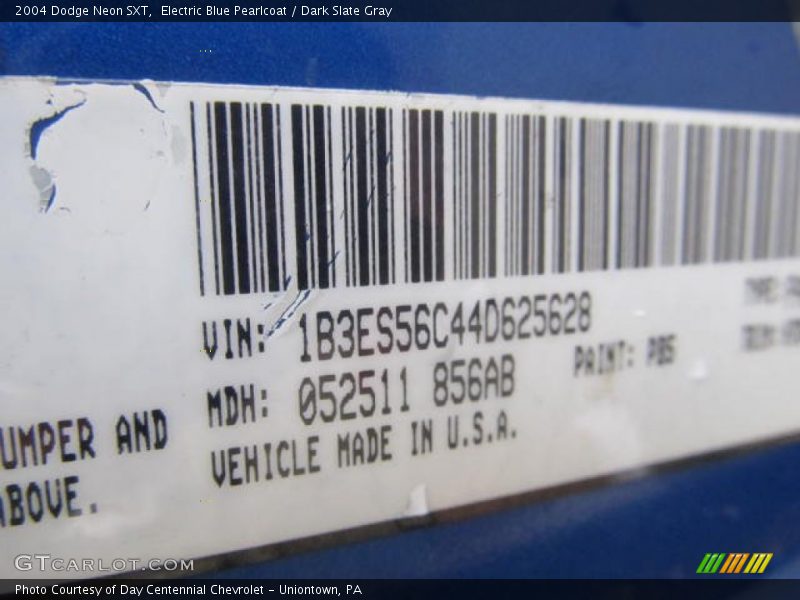 2004 Dodge Neon SXT,  Electric Blue Pearlcoat / Dark Slate Gray
VIN: 1B3ES56C44D625628
MDH: 052511 856AB
PAINT: PB5
UMPER AND
VEHICLE MADE IN U.S.A.
ABOVE.
GTCARLOT.COM
Photo Courtesy of Day Centennial Chevrolet - Uniontown, PA